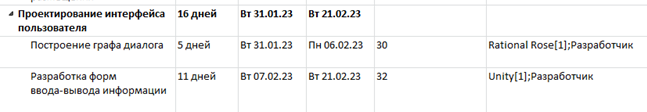 Проектирование интерфейса 16 дней Вт 31.01.23 Вт 21.02.23
пользователя
Построение графа диалога 5 дней Вт 31.01.23 Пн 06.02.23 30 Rational Rose[1];Разработчик
Разработка форм 11 дней Вт 07.02.23 Вт 21.02.23 32 Unity[1];Разработчик
ввода-вывода информации